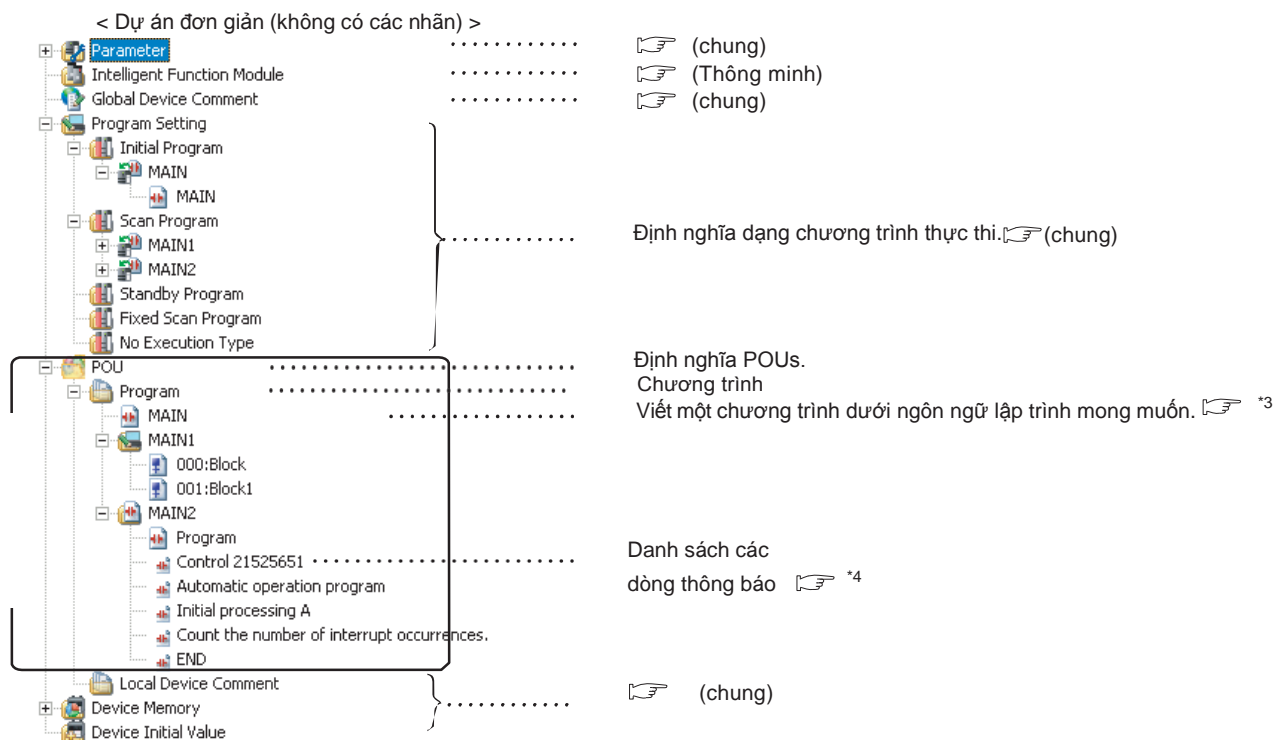 < Dự án đơn giản (không có các nhãn) >
Parameter (chung)
Intelligent Function Module (Thông minh)
Global Device Comment (chung)
Program Setting
Initial Program
MAIN
MAIN
Scan Program
MAIN1 Định nghĩa dạng chương trình thực thi. (chung)
MAIN2
Standby Program
Fixed Scan Program
No Execution Type
POU Định nghĩa POUs.
Program Chương trình
MAIN Viết một chương trình dưới ngôn ngữ lập trình mong muốn. *3
MAIN1
000:Block
001:Block1
MAIN2
Program
Control 21525651 Danh sách các
Automatic operation program dòng thông báo *4
Initial processing A
Count the number of interrupt occurrences.
END
Local Device Comment (chung)
Device Memory
Device Initial Value